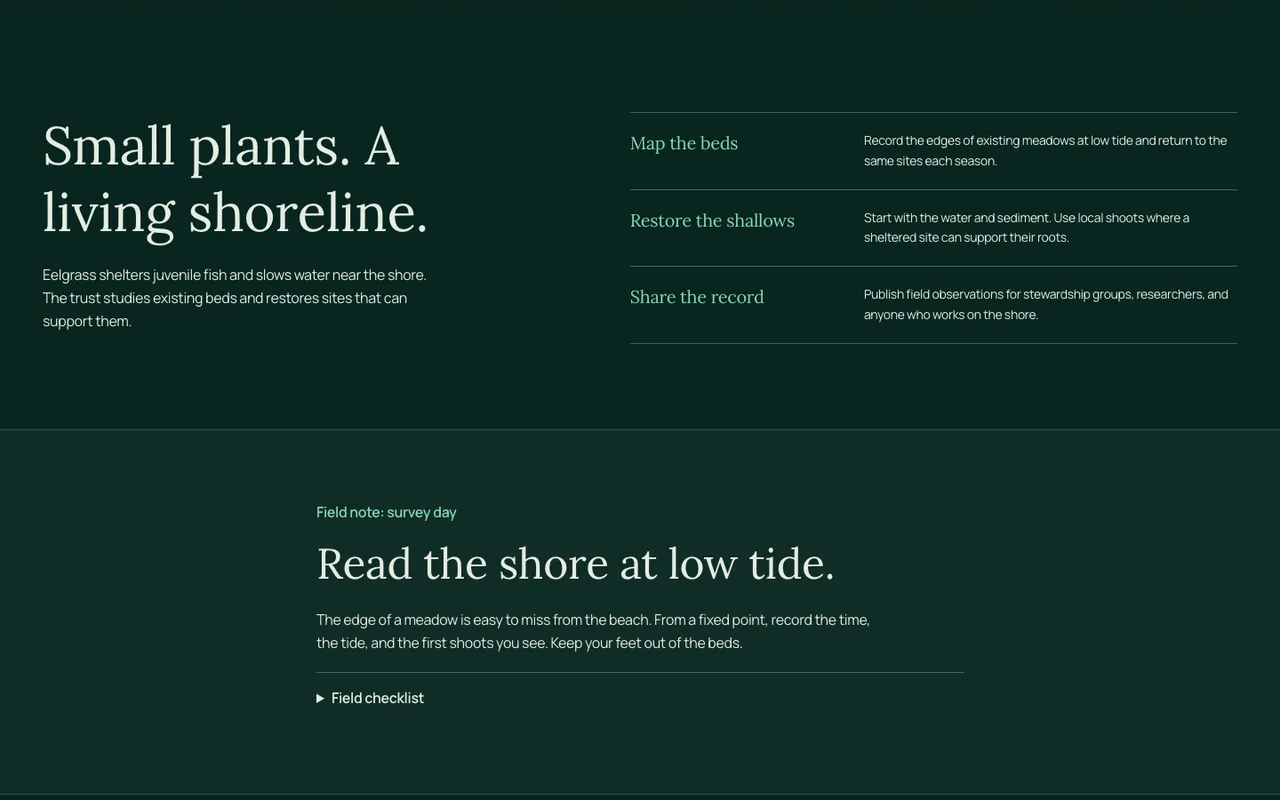 Small plants. A
living shoreline.
Eelgrass shelters juvenile fish and slows water near the shore.
The trust studies existing beds and restores sites that can
support them.
Map the beds
Record the edges of existing meadows at low tide and return to the
same sites each season.
Restore the shallows
Start with the water and sediment. Use local shoots where a
sheltered site can support their roots.
Share the record
Publish field observations for stewardship groups, researchers, and
anyone who works on the shore.
Field note: survey day
Read the shore at low tide.
The edge of a meadow is easy to miss from the beach. From a fixed point, record the time,
the tide, and the first shoots you see. Keep your feet out of the beds.
Field checklist